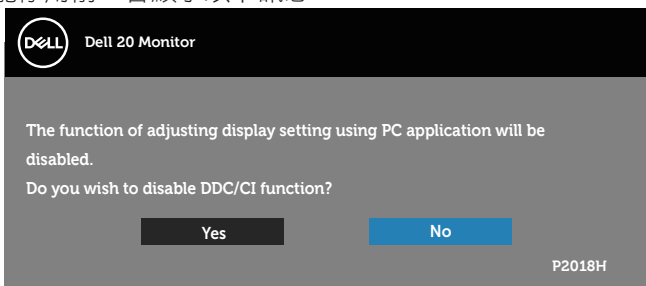 DELL Dell 20 Monitor
The function of adjusting display setting using PC application will be
disabled.
Do you wish to disable DDC/CI function?
Yes No
P2018H